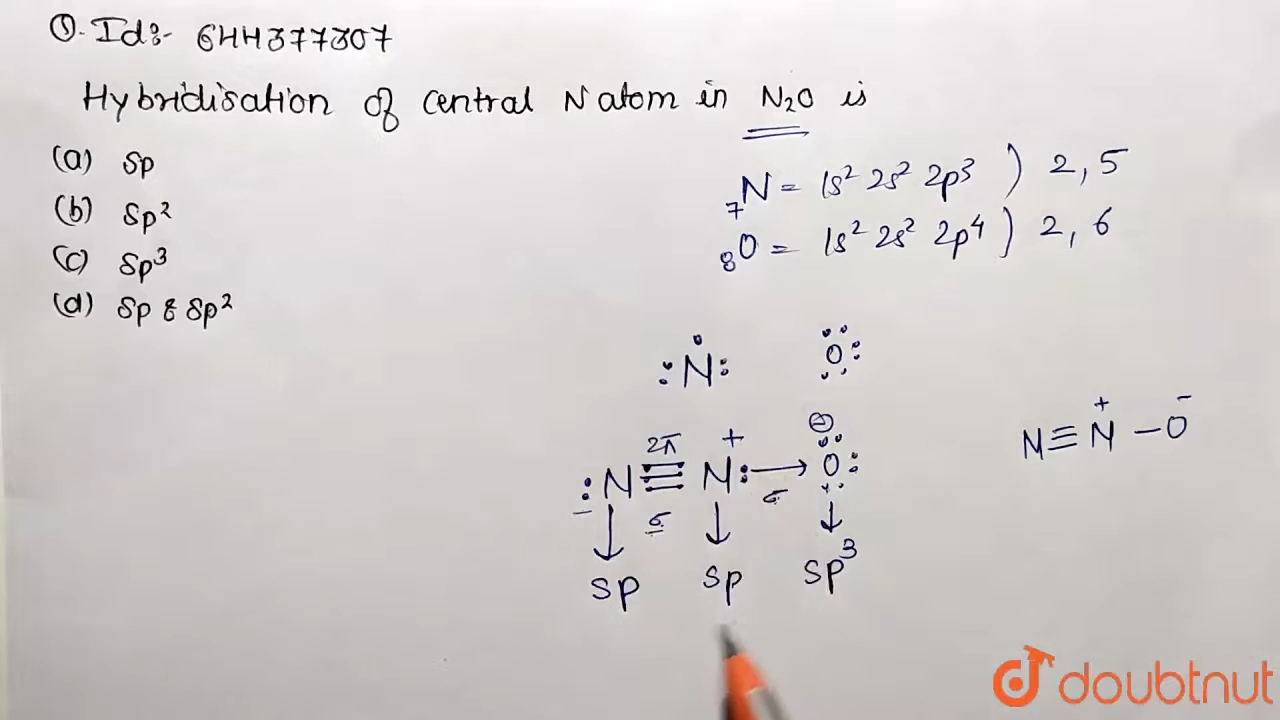 Q. Id:- 644377307
Hybridisation of central N atom in N₂O is
(a) sp
(b) sp²
(c) sp³
(d) sp & sp²
₇N = 1s² 2s² 2p³ ) 2, 5
₈O = 1s² 2s² 2p⁴ ) 2, 6
:N: O
2π + ⊖
:N≡N:→O:
σ σ
sp sp sp³
N≡N⁺–O⁻
doubtnut